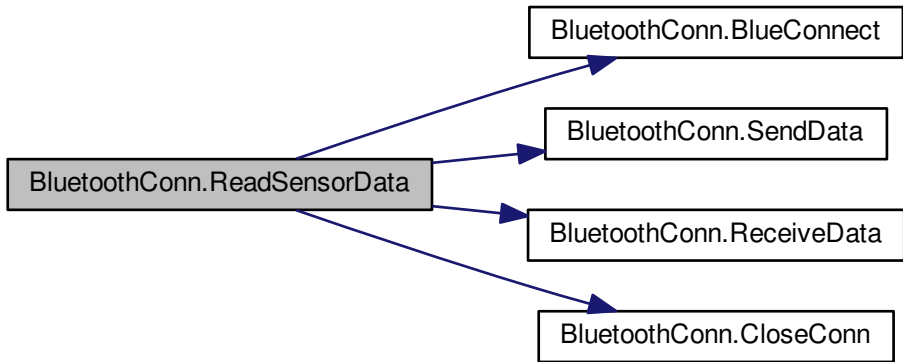 BluetoothConn.BlueConnect
BluetoothConn.SendData
BluetoothConn.ReadSensorData
BluetoothConn.ReceiveData
BluetoothConn.CloseConn